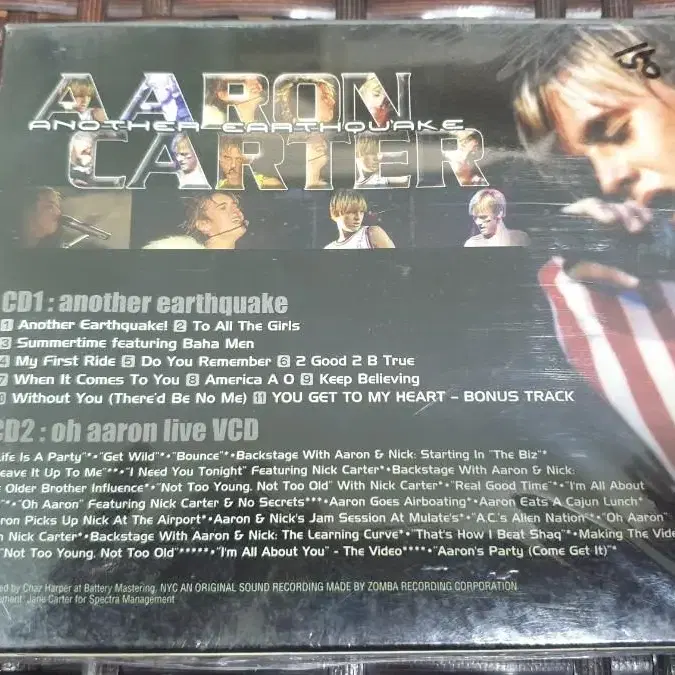 150
AARON
ANOTHER EARTHQUAKE
CARTER
CD1 : another earthquake
1 Another Earthquake! 2 To All The Girls
3 Summertime featuring Baha Men
4 My First Ride 5 Do You Remember 6 2 Good 2 B True
7 When It Comes To You 8 America A O 9 Keep Believing
Without You (There'd Be No Me) 11 YOU GET TO MY HEART - BONUS TRACK
CD2 : oh aaron live VCD
Life Is A Party"*•"Get Wild"*•"Bounce"*•Backstage With Aaron & Nick: Starting In "The Biz"*
eave It Up To Me"**•"I Need You Tonight" Featuring Nick Carter*•Backstage With Aaron & Nick:
Older Brother Influence*•"Not Too Young, Not Too Old" With Nick Carter*•"Real Good Time"*•"I'm All About
"*•"Oh Aaron" Featuring Nick Carter & No Secrets***•Aaron Goes Airboating*•Aaron Eats A Cajun Lunch*
ron Picks Up Nick At The Airport*•Aaron & Nick's Jam Session At Mulate's*•"A.C.'s Alien Nation"*•"Oh Aaron"
Nick Carter*•Backstage With Aaron & Nick: The Learning Curve*•"That's How I Beat Shaq"*•Making The Vide
"Not Too Young, Not Too Old"*****•"I'm All About You" - The Video****•"Aaron's Party (Come Get It)"*
ed by Chaz Harper at Battery Mastering, NYC AN ORIGINAL SOUND RECORDING MADE BY ZOMBA RECORDING CORPORATION
ement: Jane Carter for Spectra Management